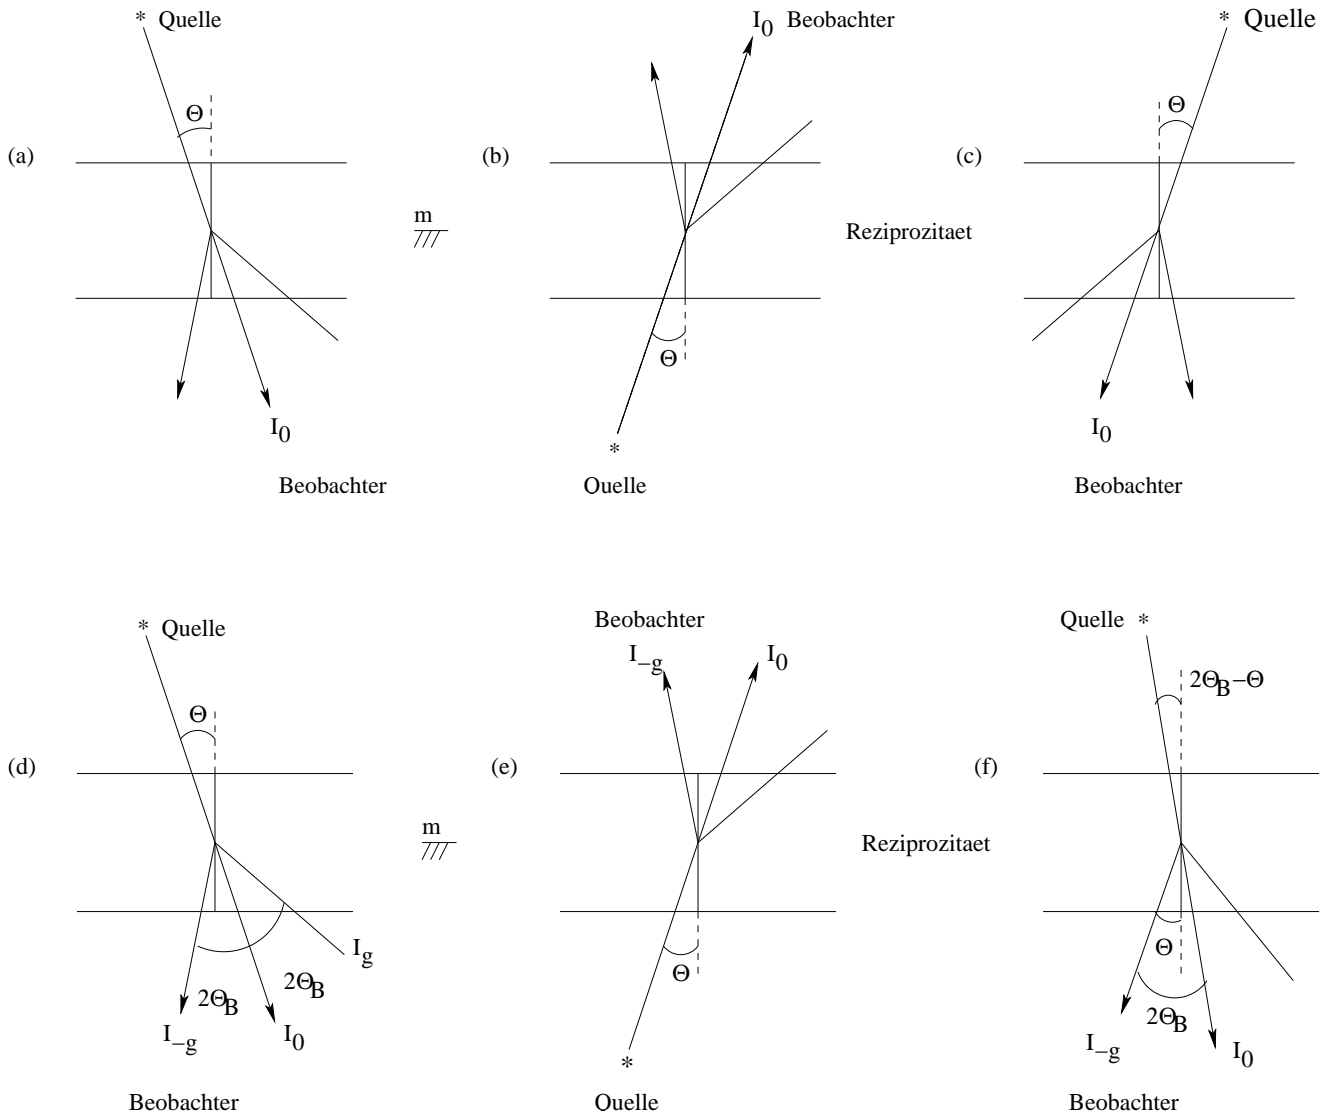 * Quelle
I0 Beobachter
* Quelle
Θ
Θ
(a)
(b)
(c)
m
Reziprozitaet
Θ
I0
*
I0
Beobachter
Quelle
Beobachter
Beobachter
* Quelle
Quelle *
I–g
I0
2ΘB–Θ
Θ
(d)
(e)
(f)
m
Reziprozitaet
Θ
Θ
Ig
2ΘB
2ΘB
2ΘB
I–g
I0
I–g
I0
*
Beobachter
Quelle
Beobachter